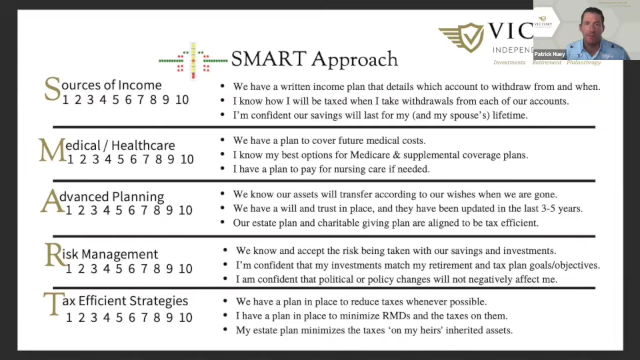 SMART Approach
VIC
INDEPEN
Investments Retirement Philanthropy
Patrick Huey
Sources of Income
1 2 3 4 5 6 7 8 9 10
• We have a written income plan that details which account to withdraw from and when.
• I know how I will be taxed when I take withdrawals from each of our accounts.
• I'm confident our savings will last for my (and my spouse's) lifetime.
Medical / Healthcare
1 2 3 4 5 6 7 8 9 10
• We have a plan to cover future medical costs.
• I know my best options for Medicare & supplemental coverage plans.
• I have a plan to pay for nursing care if needed.
Advanced Planning
1 2 3 4 5 6 7 8 9 10
• We know our assets will transfer according to our wishes when we are gone.
• We have a will and trust in place, and they have been updated in the last 3-5 years.
• Our estate plan and charitable giving plan are aligned to be tax efficient.
Risk Management
1 2 3 4 5 6 7 8 9 10
• We know and accept the risk being taken with our savings and investments.
• I'm confident that my investments match my retirement and tax plan goals/objectives.
• I am confident that political or policy changes will not negatively affect me.
Tax Efficient Strategies
1 2 3 4 5 6 7 8 9 10
• We have a plan in place to reduce taxes whenever possible.
• I have a plan in place to minimize RMDs and the taxes on them.
• My estate plan minimizes the taxes 'on my heirs' inherited assets.